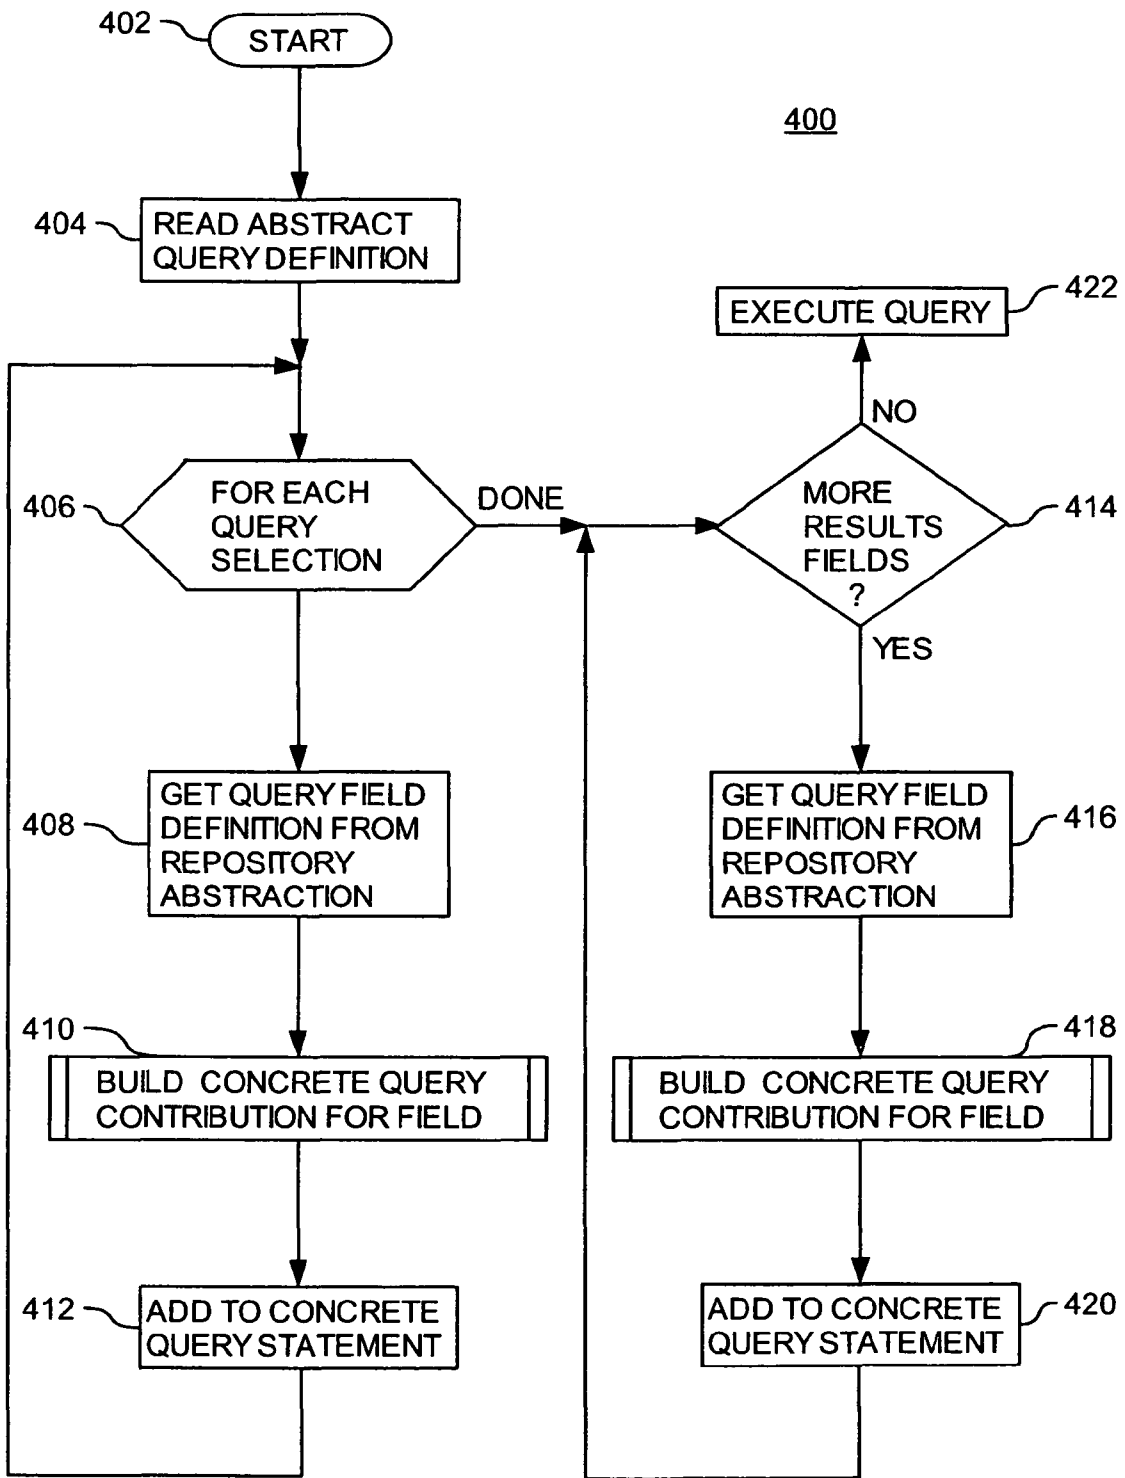 402
START
400
404
READ ABSTRACT
QUERY DEFINITION
422
EXECUTE QUERY
NO
406
FOR EACH
QUERY
SELECTION
DONE
MORE
RESULTS
FIELDS
?
414
YES
408
GET QUERY FIELD
DEFINITION FROM
REPOSITORY
ABSTRACTION
GET QUERY FIELD
DEFINITION FROM
REPOSITORY
ABSTRACTION
416
410
BUILD CONCRETE QUERY
CONTRIBUTION FOR FIELD
418
BUILD CONCRETE QUERY
CONTRIBUTION FOR FIELD
412
ADD TO CONCRETE
QUERY STATEMENT
ADD TO CONCRETE
QUERY STATEMENT
420